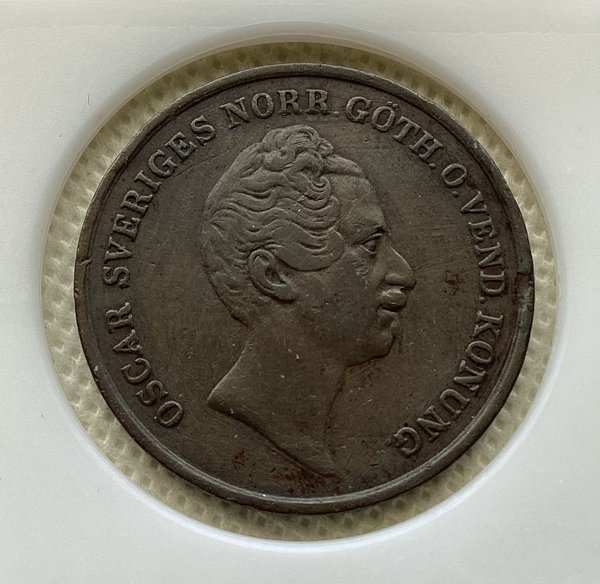 OSCAR SVERIGES NORR. GÖTH. O. VEND. KONUNG.